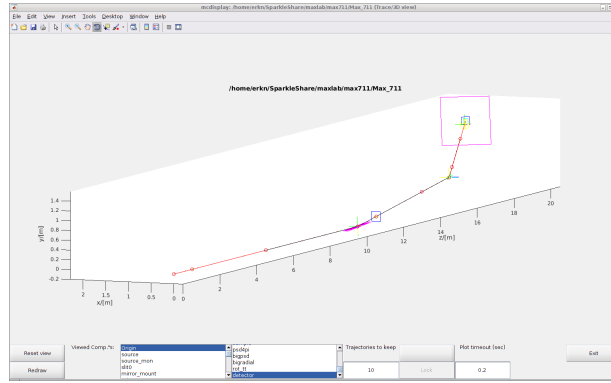 mcdisplay: /home/erkn/SparkleShare/maxlab/max711/Max_711 (Trace/3D view)
File Edit View Insert Tools Desktop Window Help
/home/erkn/SparkleShare/maxlab/max711/Max_711
1.4
1.2
1
0.8
0.6
0.4
0.2
0
-0.2
y/[m]
2 1.5 1 0.5 0
x/[m]
0 2 4 6 8 10 12 14 16 18 20
z/[m]
Reset view
Redraw
Viewed Comp.'s:
Origin
source
source_mon
slit0
mirror_mount
psd4pi
bigpsd
bigradial
rot_tl
detector
Trajectories to keep
10
Plot timeout (sec)
0.2
Exit